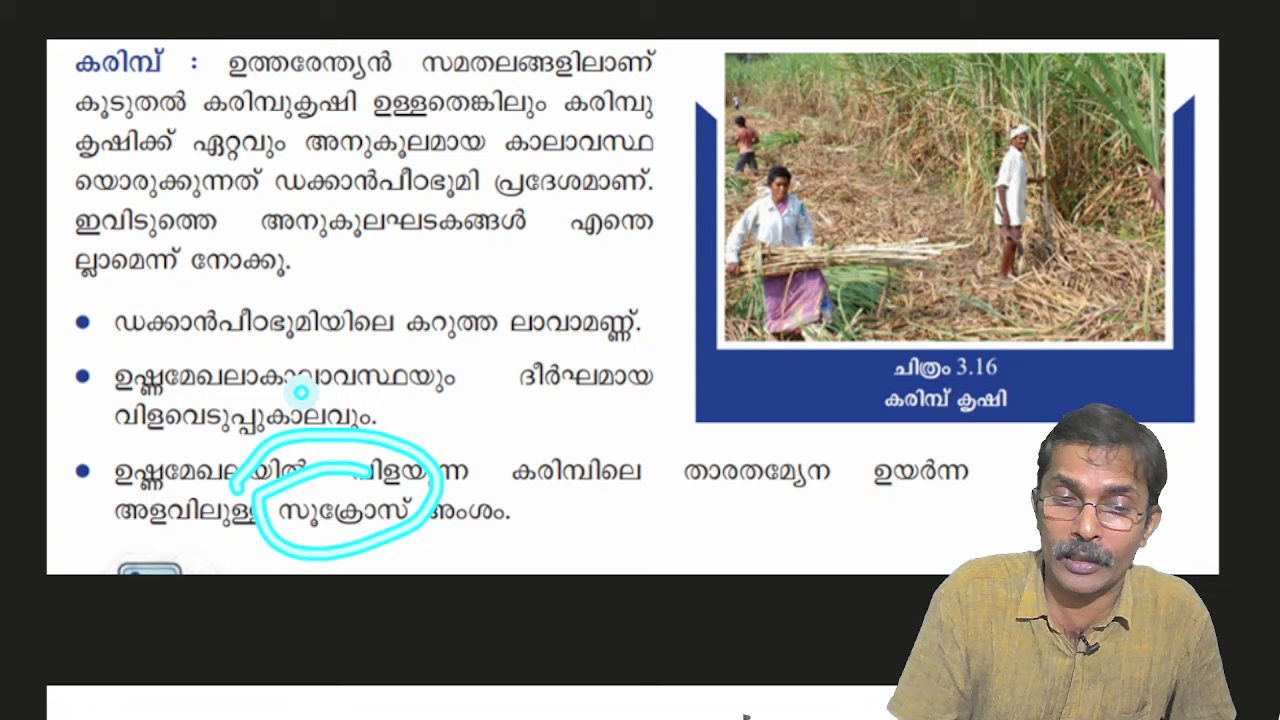 കരിമ്പ് : ഉത്തരേന്ത്യൻ സമതലങ്ങളിലാണ്
കൂടുതൽ കരിമ്പുകൃഷി ഉള്ളതെങ്കിലും കരിമ്പു
കൃഷിക്ക് ഏറ്റവും അനുകൂലമായ കാലാവസ്ഥ
യൊരുക്കുന്നത് ഡക്കാൻപീഠഭൂമി പ്രദേശമാണ്.
ഇവിടുത്തെ അനുകൂലഘടകങ്ങൾ എന്തെ
ല്ലാമെന്ന് നോക്കൂ.
• ഡക്കാൻപീഠഭൂമിയിലെ കറുത്ത ലാവാമണ്ണ്.
• ഉഷ്ണമേഖലാകാലാവസ്ഥയും ദീർഘമായ
വിളവെടുപ്പുകാലവും.
• ഉഷ്ണമേഖലയിൽ വിളയുന്ന കരിമ്പിലെ താരതമ്യേന ഉയർന്ന
അളവിലുള്ള സൂക്രോസ് അംശം.
ചിത്രം 3.16
കരിമ്പ് കൃഷി